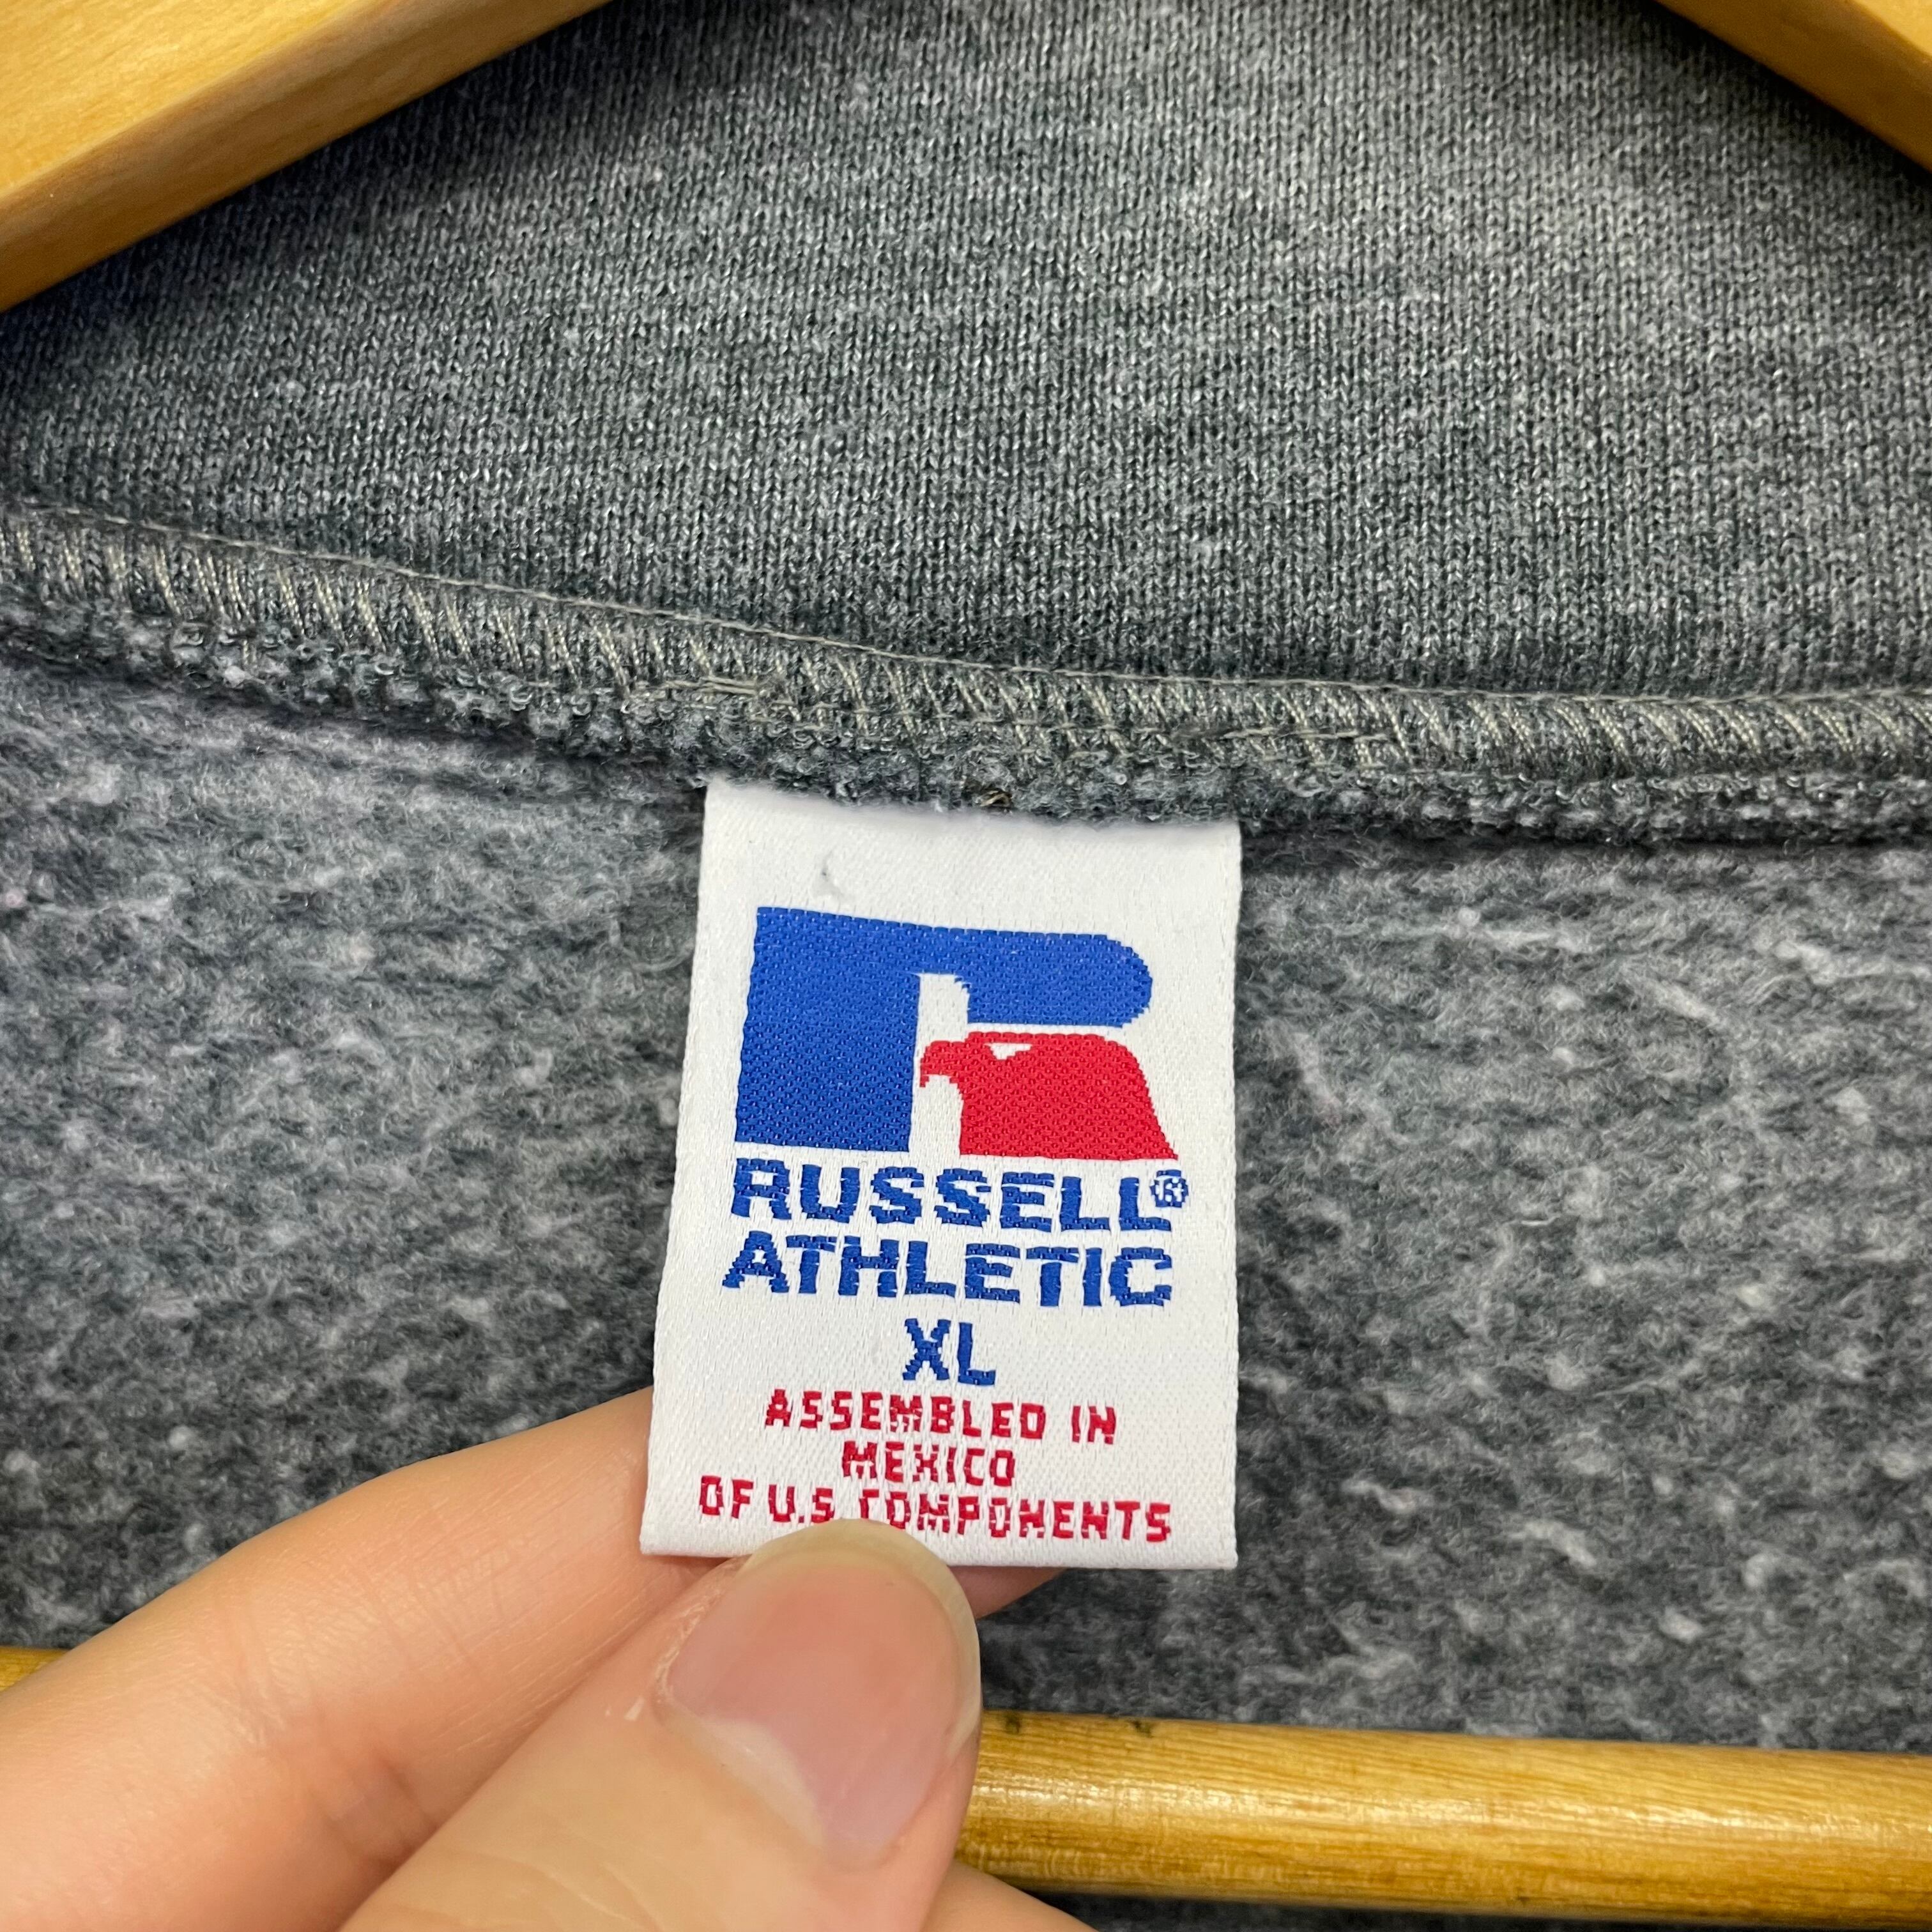 RUSSELL®
ATHLETIC
XL
ASSEMBLED IN
MEXICO
OF U.S COMPONENTS